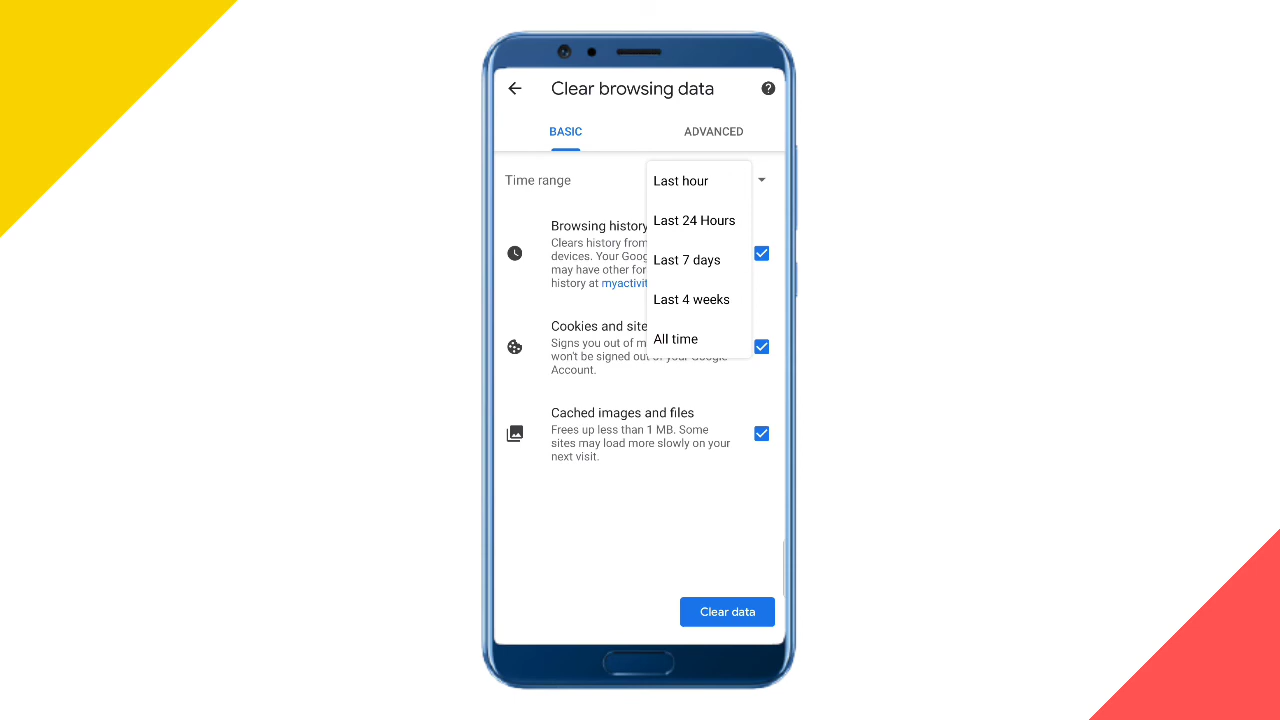 Clear browsing data
BASIC
ADVANCED
Time range
Last hour
Last 24 Hours
Last 7 days
Last 4 weeks
All time
Browsing history
Clears history from
devices. Your Goog
may have other for
history at myactivit
Cookies and site
Signs you out of m
won't be signed out of your Google
Account.
Cached images and files
Frees up less than 1 MB. Some
sites may load more slowly on your
next visit.
Clear data